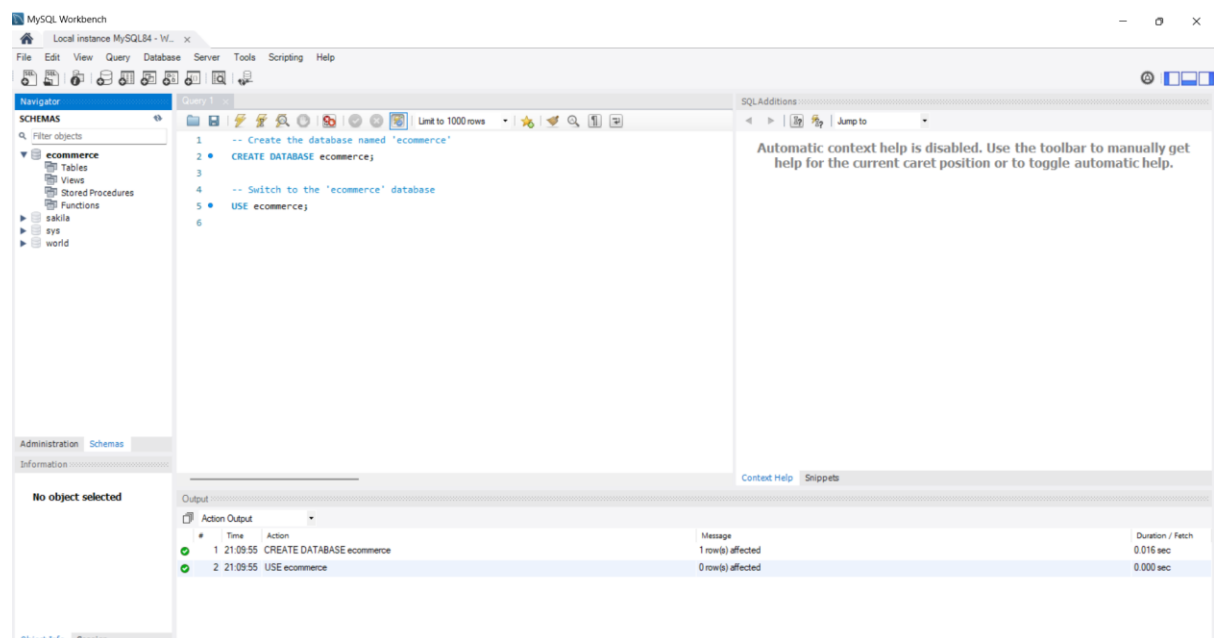 MySQL Workbench
Local instance MySQL84 - W... ×
File Edit View Query Database Server Tools Scripting Help
Navigator
SCHEMAS
Filter objects
ecommerce
Tables
Views
Stored Procedures
Functions
sakila
sys
world
Administration Schemas
Information
No object selected
Query 1 ×
Limit to 1000 rows
1 -- Create the database named 'ecommerce'
2 CREATE DATABASE ecommerce;
3
4 -- Switch to the 'ecommerce' database
5 USE ecommerce;
6
SQLAdditions
Jump to
Automatic context help is disabled. Use the toolbar to manually get
help for the current caret position or to toggle automatic help.
Context Help Snippets
Output
Action Output
# Time Action Message Duration / Fetch
1 21:09:55 CREATE DATABASE ecommerce 1 row(s) affected 0.016 sec
2 21:09:55 USE ecommerce 0 row(s) affected 0.000 sec